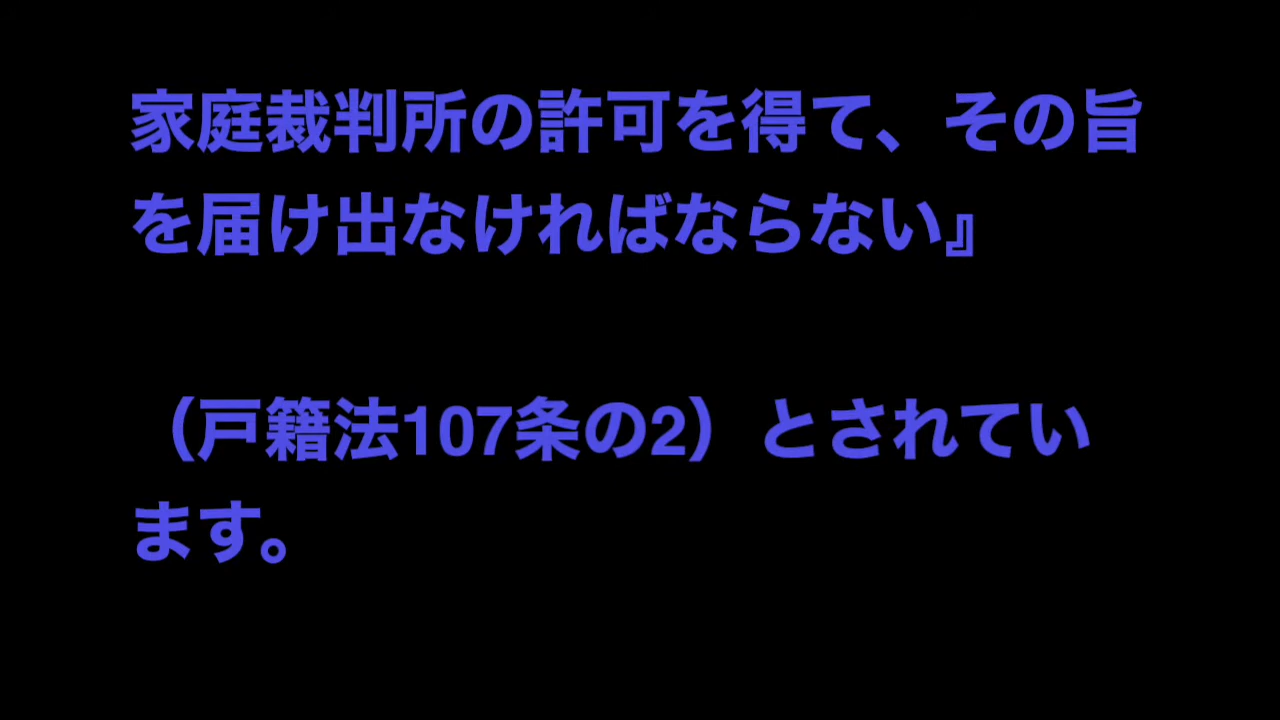 家庭裁判所の許可を得て、その旨
を届け出なければならない』
（戸籍法107条の2）とされてい
ます。